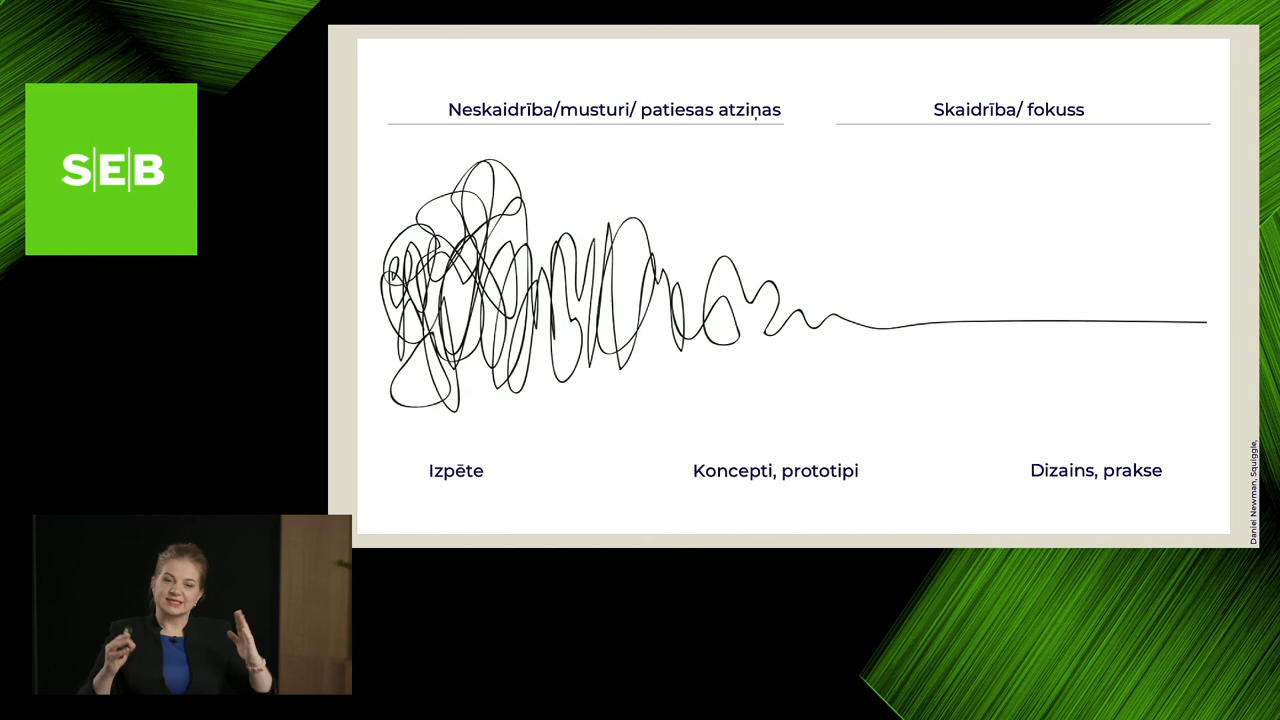 SEB
Neskaidrība/musturi/ patiesas atziņas
Skaidrība/ fokuss
Izpēte
Koncepti, prototipi
Dizains, prakse
Daniel Newman, Squiggle,